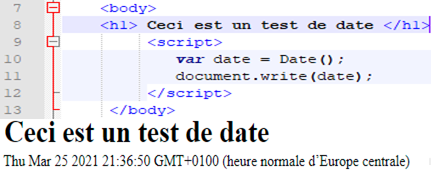 7 <body>
8 <h1> Ceci est un test de date </h1>
9 <script>
10 var date = Date();
11 document.write(date);
12 </script>
13 </body>
Ceci est un test de date
Thu Mar 25 2021 21:36:50 GMT+0100 (heure normale d’Europe centrale)